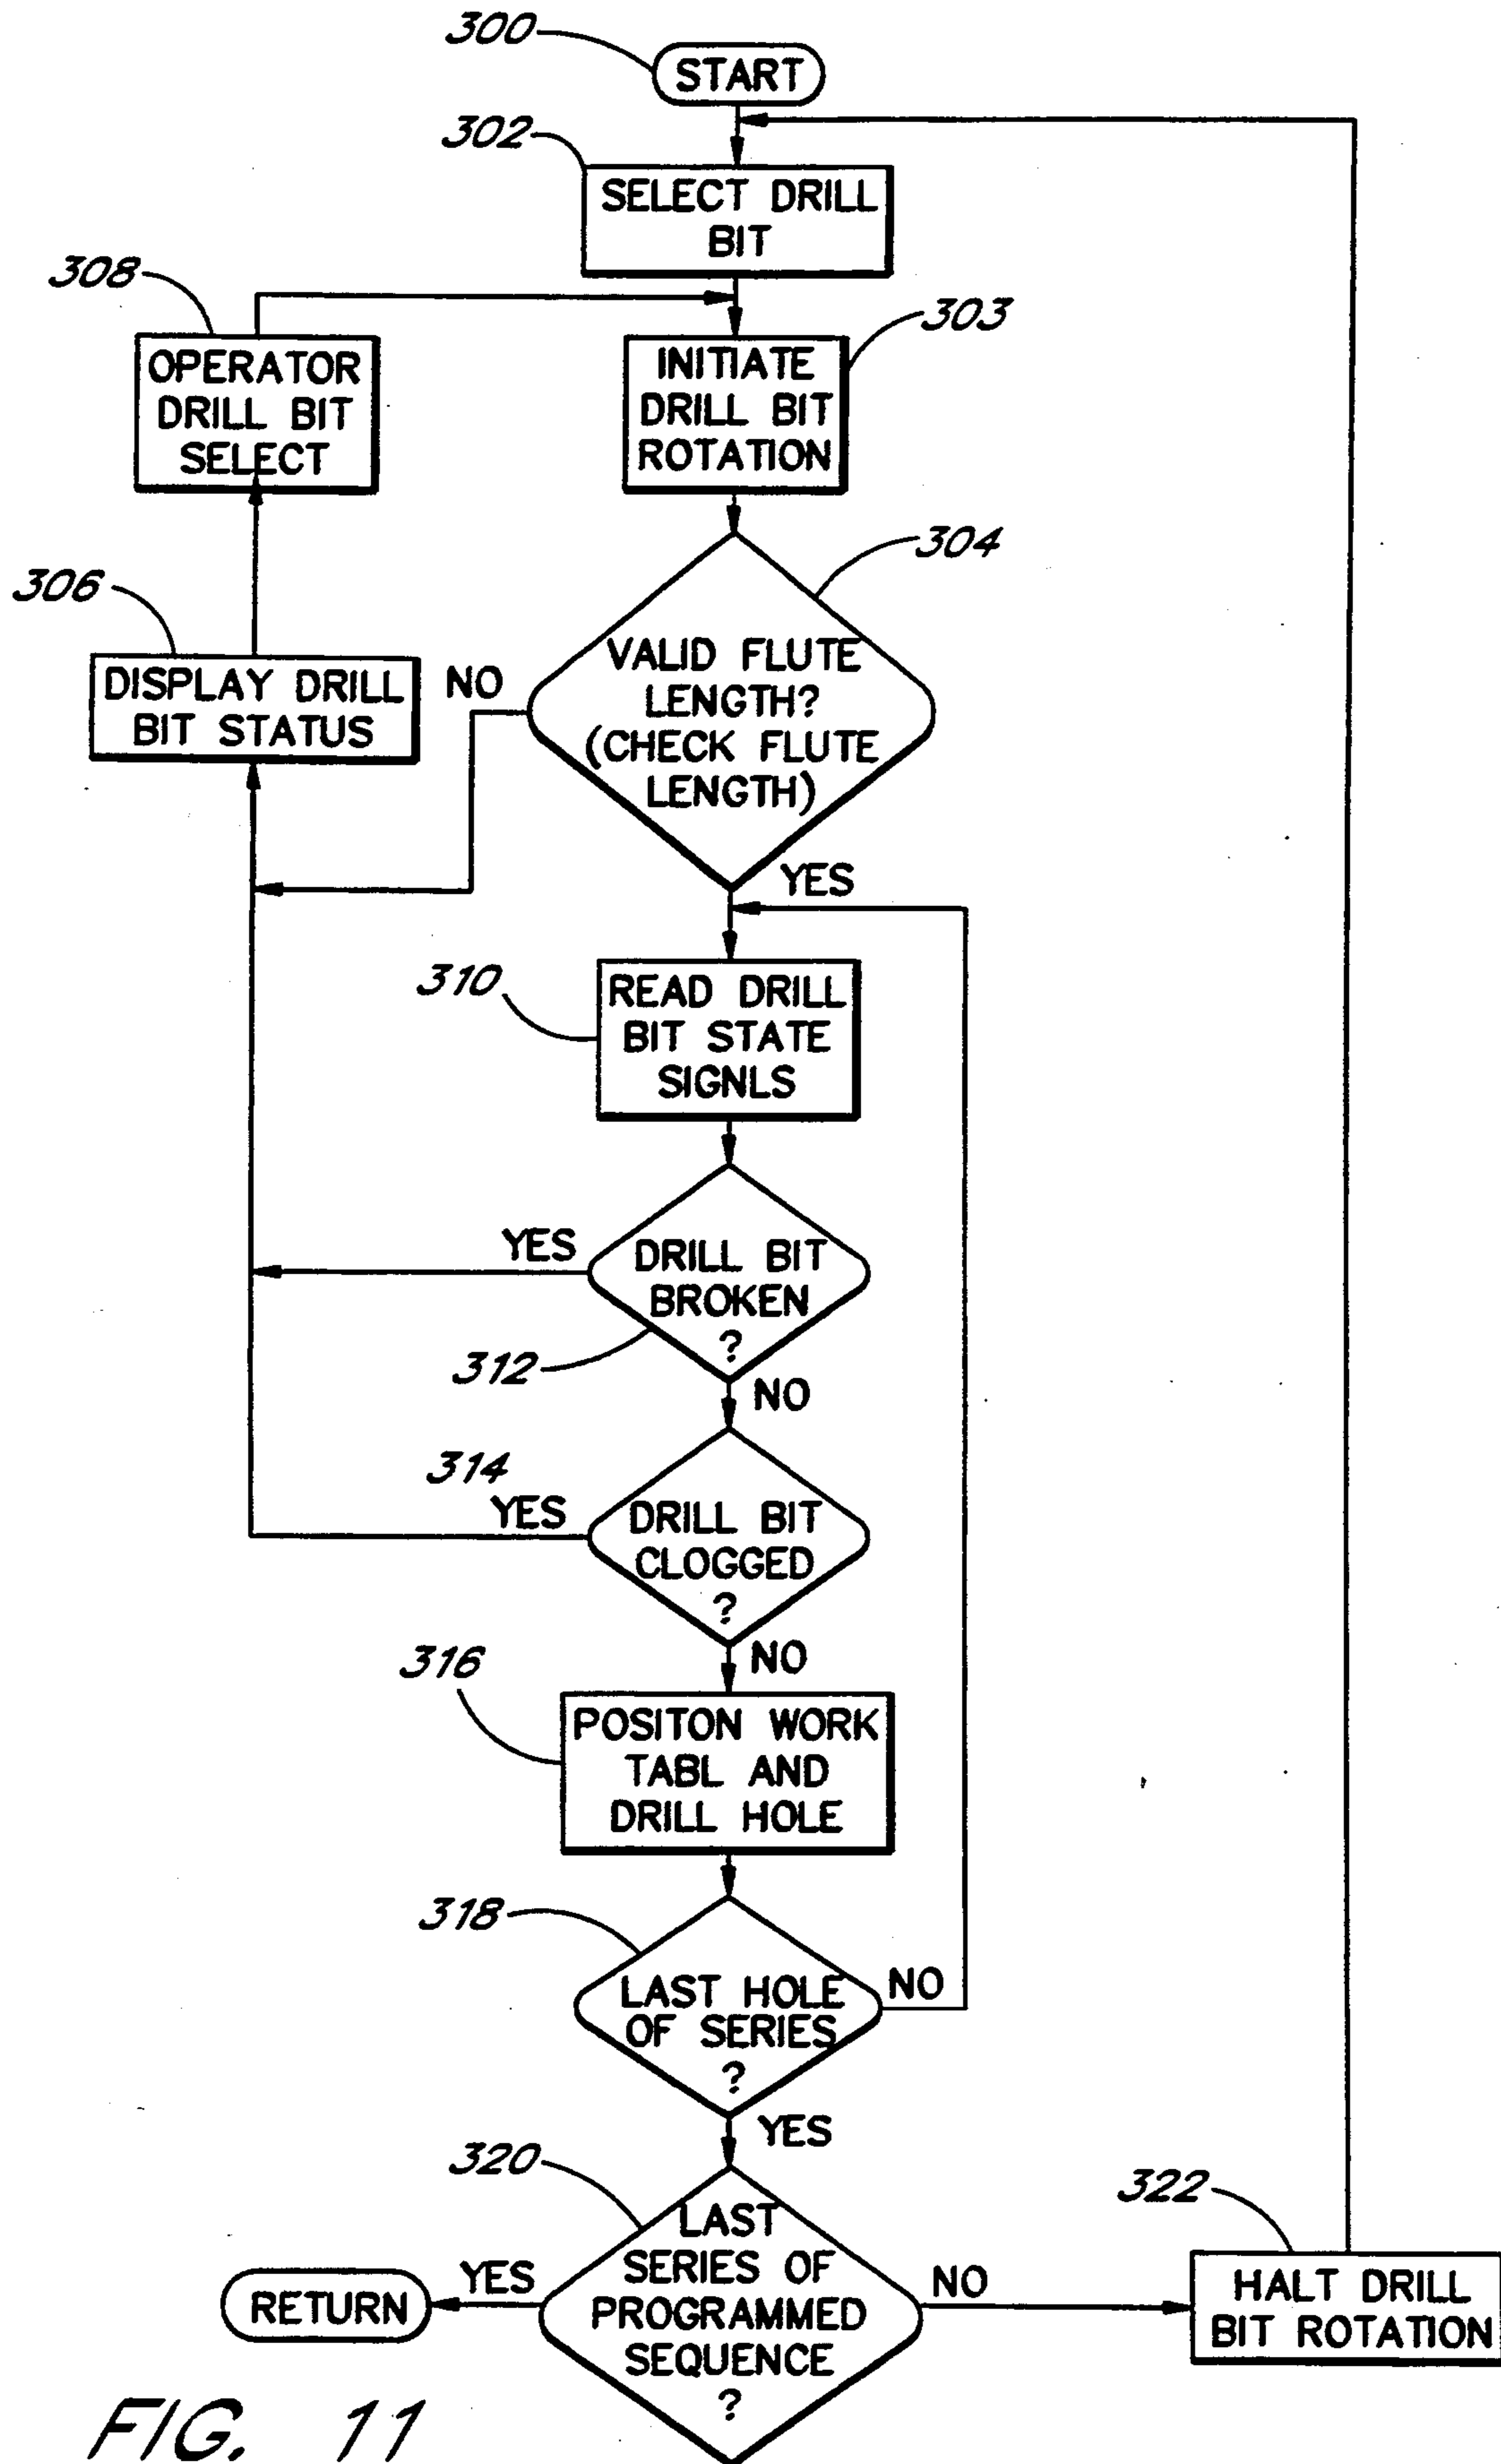 300
START
302
SELECT DRILL
BIT
308
OPERATOR
DRILL BIT
SELECT
303
INITIATE
DRILL BIT
ROTATION
304
306
VALID FLUTE
LENGTH?
(CHECK FLUTE
LENGTH)
NO
DISPLAY DRILL
BIT STATUS
YES
310
READ DRILL
BIT STATE
SIGNLS
YES
DRILL BIT
BROKEN
?
312
NO
314
YES
DRILL BIT
CLOGGED
?
NO
316
POSITON WORK
TABL AND
DRILL HOLE
318
LAST HOLE
OF SERIES
?
NO
YES
320
LAST
SERIES OF
PROGRAMMED
SEQUENCE
?
YES
RETURN
NO
322
HALT DRILL
BIT ROTATION
FIG. 11